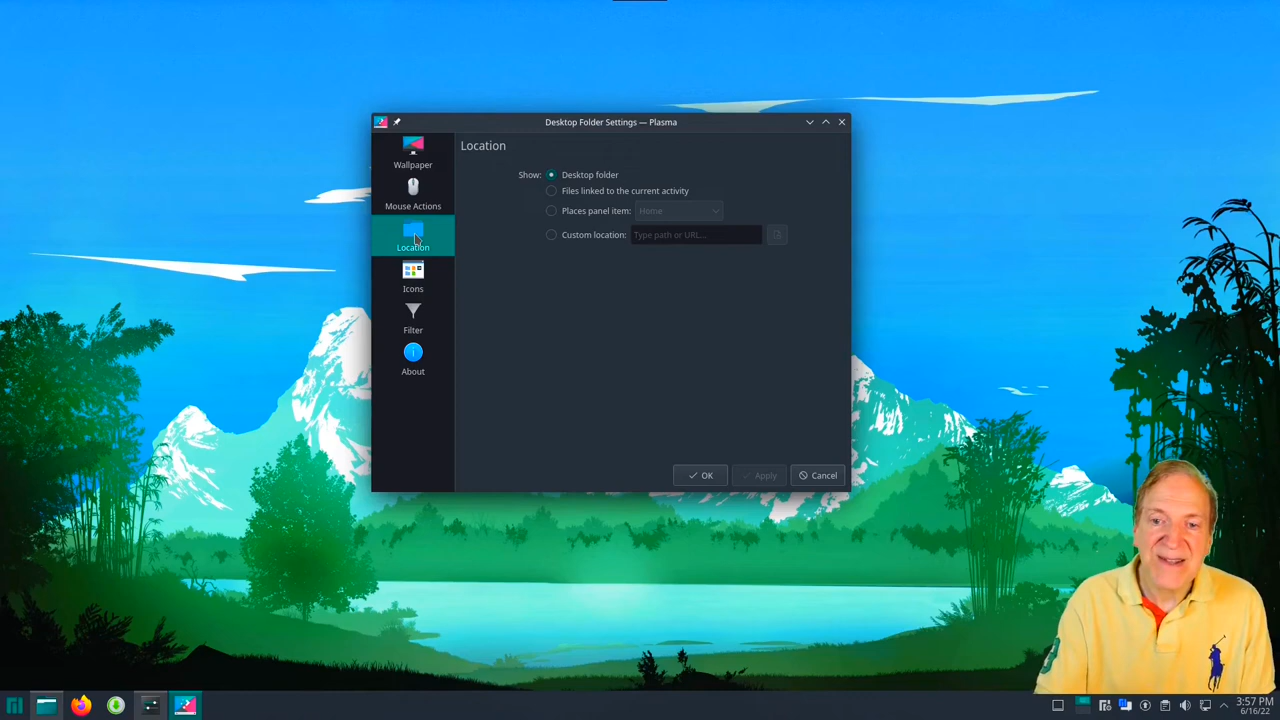 Desktop Folder Settings — Plasma
Wallpaper
Mouse Actions
Location
Icons
Filter
About
Location
Show: Desktop folder
Files linked to the current activity
Places panel item: Home
Custom location: Type path or URL...
OK Apply Cancel
3:57 PM
6/16/22